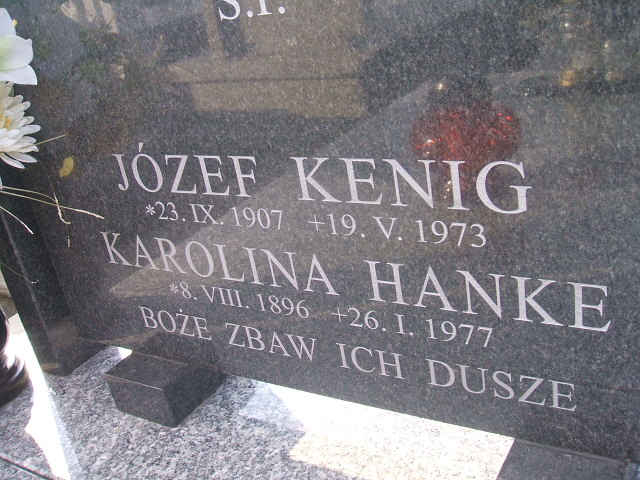 Ś.P.
JÓZEF KENIG
*23. IX. 1907 +19. V. 1973
KAROLINA HANKE
*8. VIII. 1896 +26. I. 1977
BOŻE ZBAW ICH DUSZE